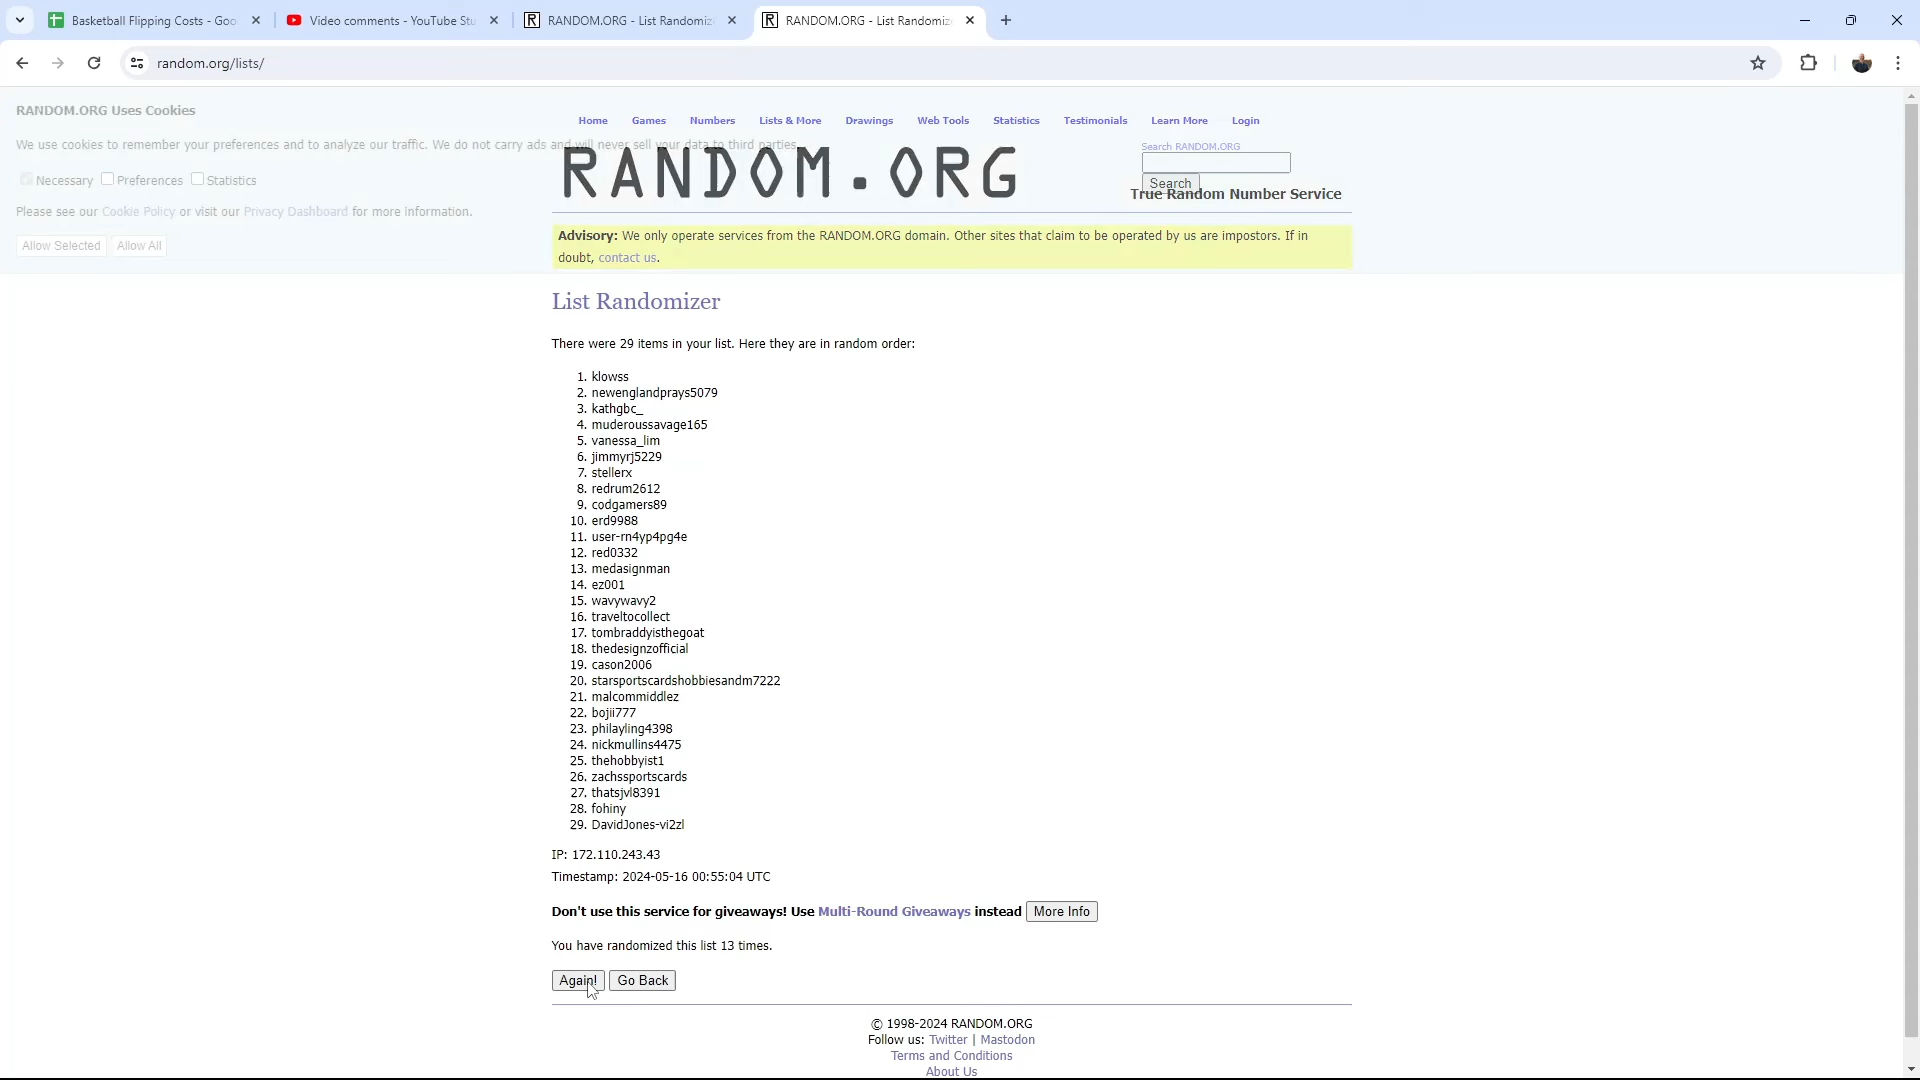 Basketball Flipping Costs - Goo
Video comments - YouTube Stu
RANDOM.ORG - List Randomiz
RANDOM.ORG - List Randomize
random.org/lists/
RANDOM.ORG Uses Cookies
We use cookies to remember your preferences and to analyze our traffic. We do not carry ads and will never sell your data to third parties.
Necessary Preferences Statistics
Please see our Cookie Policy or visit our Privacy Dashboard for more information.
Allow Selected Allow All
Home Games Numbers Lists & More Drawings Web Tools Statistics Testimonials Learn More Login
RANDOM.ORG
Search RANDOM.ORG
Search
True Random Number Service
Advisory: We only operate services from the RANDOM.ORG domain. Other sites that claim to be operated by us are impostors. If in
doubt, contact us.
List Randomizer
There were 29 items in your list. Here they are in random order:
1. klowss
2. newenglandprays5079
3. kathgbc_
4. muderoussavage165
5. vanessa_lim
6. jimmyrj5229
7. stellerx
8. redrum2612
9. codgamers89
10. erd9988
11. user-rn4yp4pg4e
12. red0332
13. medasignman
14. ez001
15. wavywavy2
16. traveltocollect
17. tombraddyisthegoat
18. thedesignzofficial
19. cason2006
20. starsportscardshobbiesandm7222
21. malcommiddlez
22. bojii777
23. philayling4398
24. nickmullins4475
25. thehobbyist1
26. zachssportscards
27. thatsjvl8391
28. fohiny
29. DavidJones-vi2zl
IP: 172.110.243.43
Timestamp: 2024-05-16 00:55:04 UTC
Don't use this service for giveaways! Use Multi-Round Giveaways instead More Info
You have randomized this list 13 times.
Again! Go Back
© 1998-2024 RANDOM.ORG
Follow us: Twitter | Mastodon
Terms and Conditions
About Us